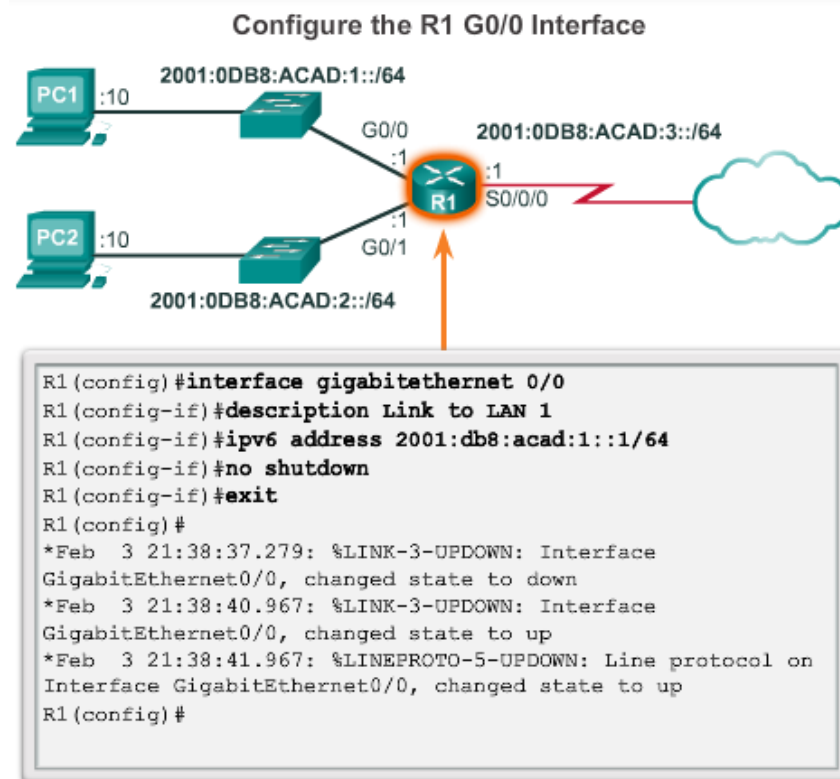 Configure the R1 G0/0 Interface
2001:0DB8:ACAD:1::/64
PC1
:10
G0/0
2001:0DB8:ACAD:3::/64
:1
:1
R1
S0/0/0
:1
PC2
:10
G0/1
2001:0DB8:ACAD:2::/64
R1(config)#interface gigabitethernet 0/0
R1(config-if)#description Link to LAN 1
R1(config-if)#ipv6 address 2001:db8:acad:1::1/64
R1(config-if)#no shutdown
R1(config-if)#exit
R1(config)#
*Feb  3 21:38:37.279: %LINK-3-UPDOWN: Interface
GigabitEthernet0/0, changed state to down
*Feb  3 21:38:40.967: %LINK-3-UPDOWN: Interface
GigabitEthernet0/0, changed state to up
*Feb  3 21:38:41.967: %LINEPROTO-5-UPDOWN: Line protocol on
Interface GigabitEthernet0/0, changed state to up
R1(config)#